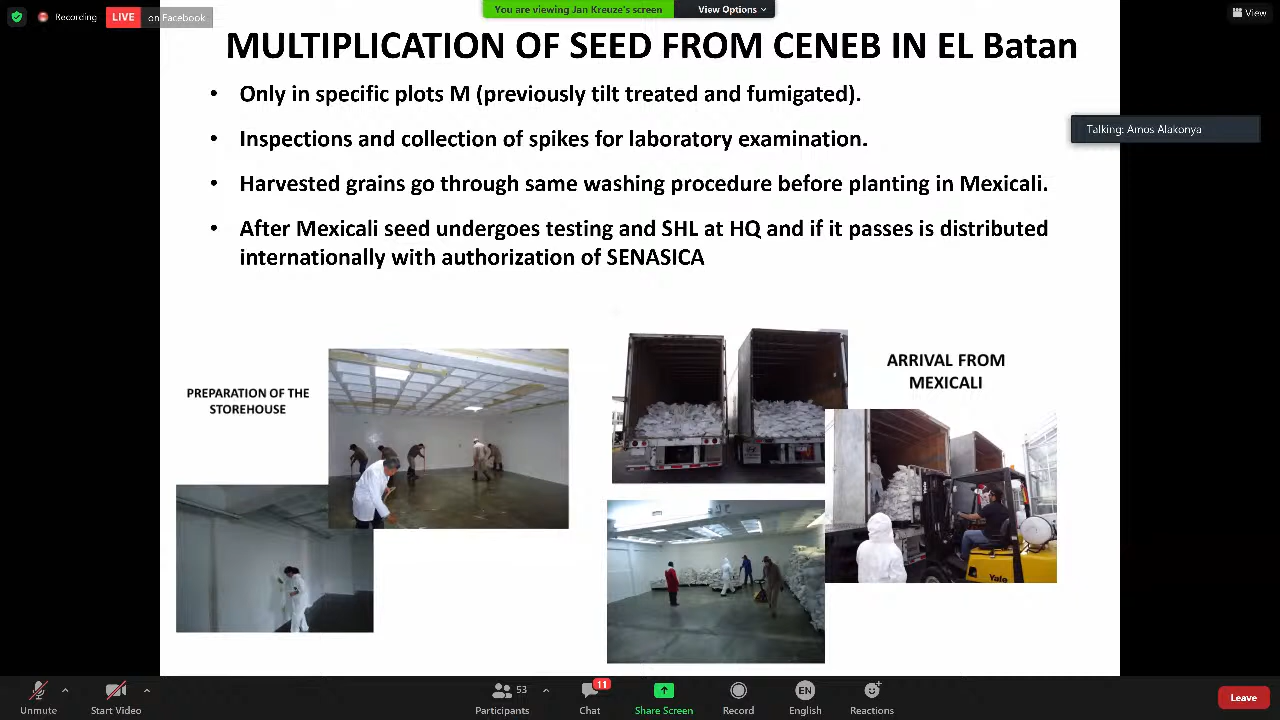 Recording
LIVE on Facebook
You are viewing Jan Kreuze's screen
View Options
View
MULTIPLICATION OF SEED FROM CENEB IN EL Batan
• Only in specific plots M (previously tilt treated and fumigated).
• Inspections and collection of spikes for laboratory examination.
• Harvested grains go through same washing procedure before planting in Mexicali.
• After Mexicali seed undergoes testing and SHL at HQ and if it passes is distributed
internationally with authorization of SENASICA
Talking: Amos Alakonya
PREPARATION OF THE
STOREHOUSE
ARRIVAL FROM
MEXICALI
Yale
Unmute
Start Video
53
Participants
11
Chat
Share Screen
Record
EN
English
Reactions
Leave